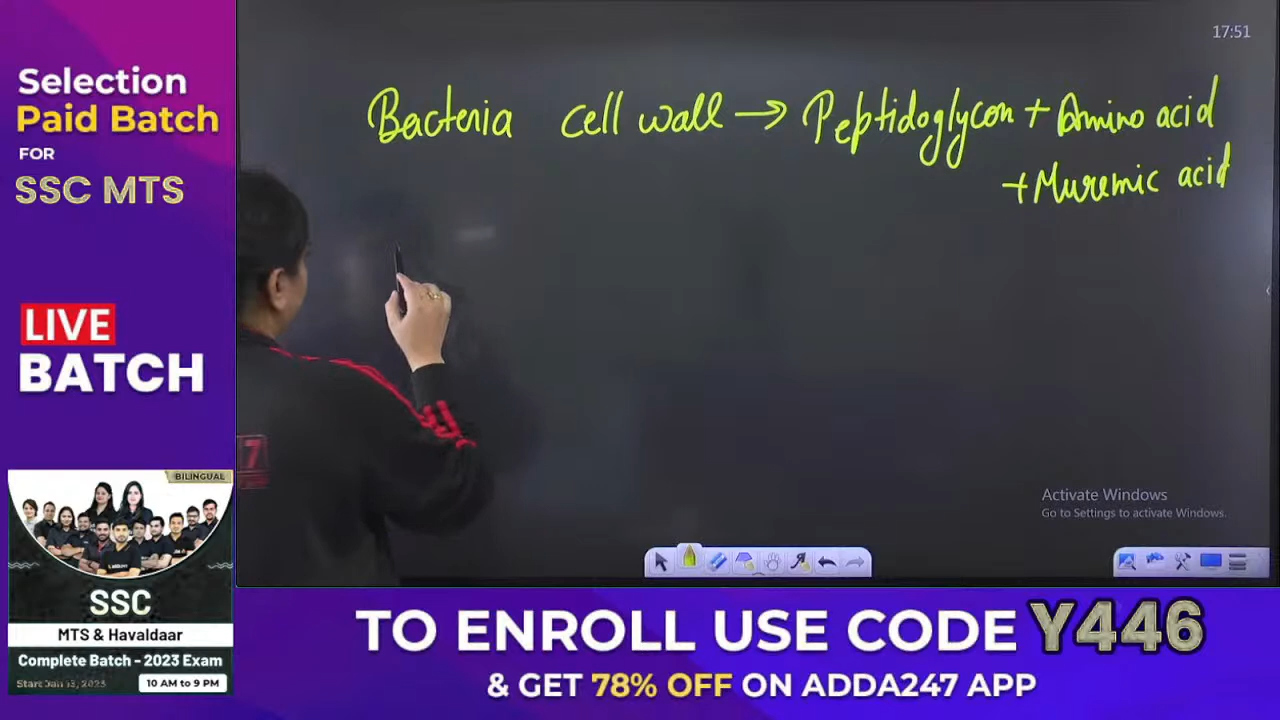 Selection
Paid Batch
FOR
SSC MTS
LIVE
BATCH
BILINGUAL
SSC
MTS & Havaldaar
Complete Batch - 2023 Exam
10 AM to 9 PM
17:51
Bacteria cell wall → Peptidoglycon + Amino acid
+ Muremic acid
Activate Windows
Go to Settings to activate Windows.
TO ENROLL USE CODE Y446
& GET 78% OFF ON ADDA247 APP